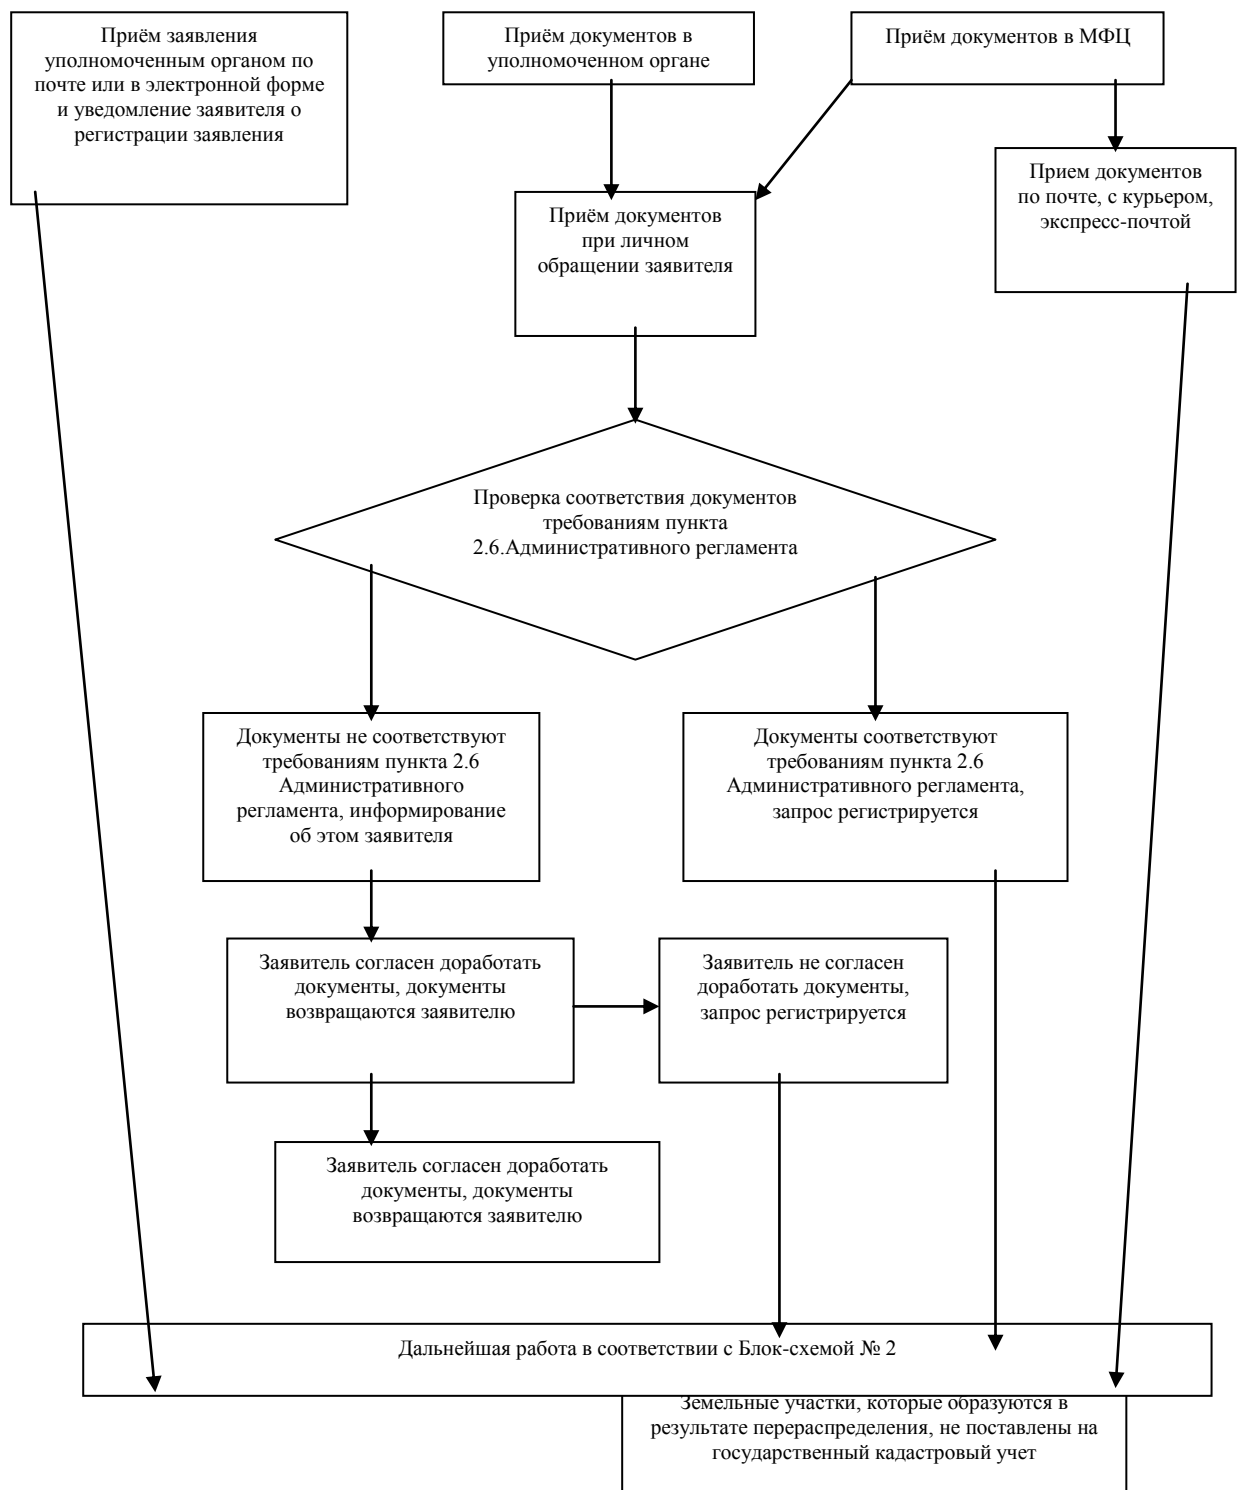 Приём заявления
уполномоченным органом по
почте или в электронной форме
и уведомление заявителя о
регистрации заявления
Приём документов в
уполномоченном органе
Приём документов в МФЦ
Прием документов
по почте, с курьером,
экспресс-почтой
Приём документов
при личном
обращении заявителя
Проверка соответствия документов
требованиям пункта
2.6.Административного регламента
Документы не соответствуют
требованиям пункта 2.6
Административного
регламента, информирование
об этом заявителя
Документы соответствуют
требованиям пункта 2.6
Административного регламента,
запрос регистрируется
Заявитель согласен доработать
документы, документы
возвращаются заявителю
Заявитель не согласен
доработать документы,
запрос регистрируется
Заявитель согласен доработать
документы, документы
возвращаются заявителю
Дальнейшая работа в соответствии с Блок-схемой № 2
Земельные участки, которые образуются в
результате перераспределения, не поставлены на
государственный кадастровый учет